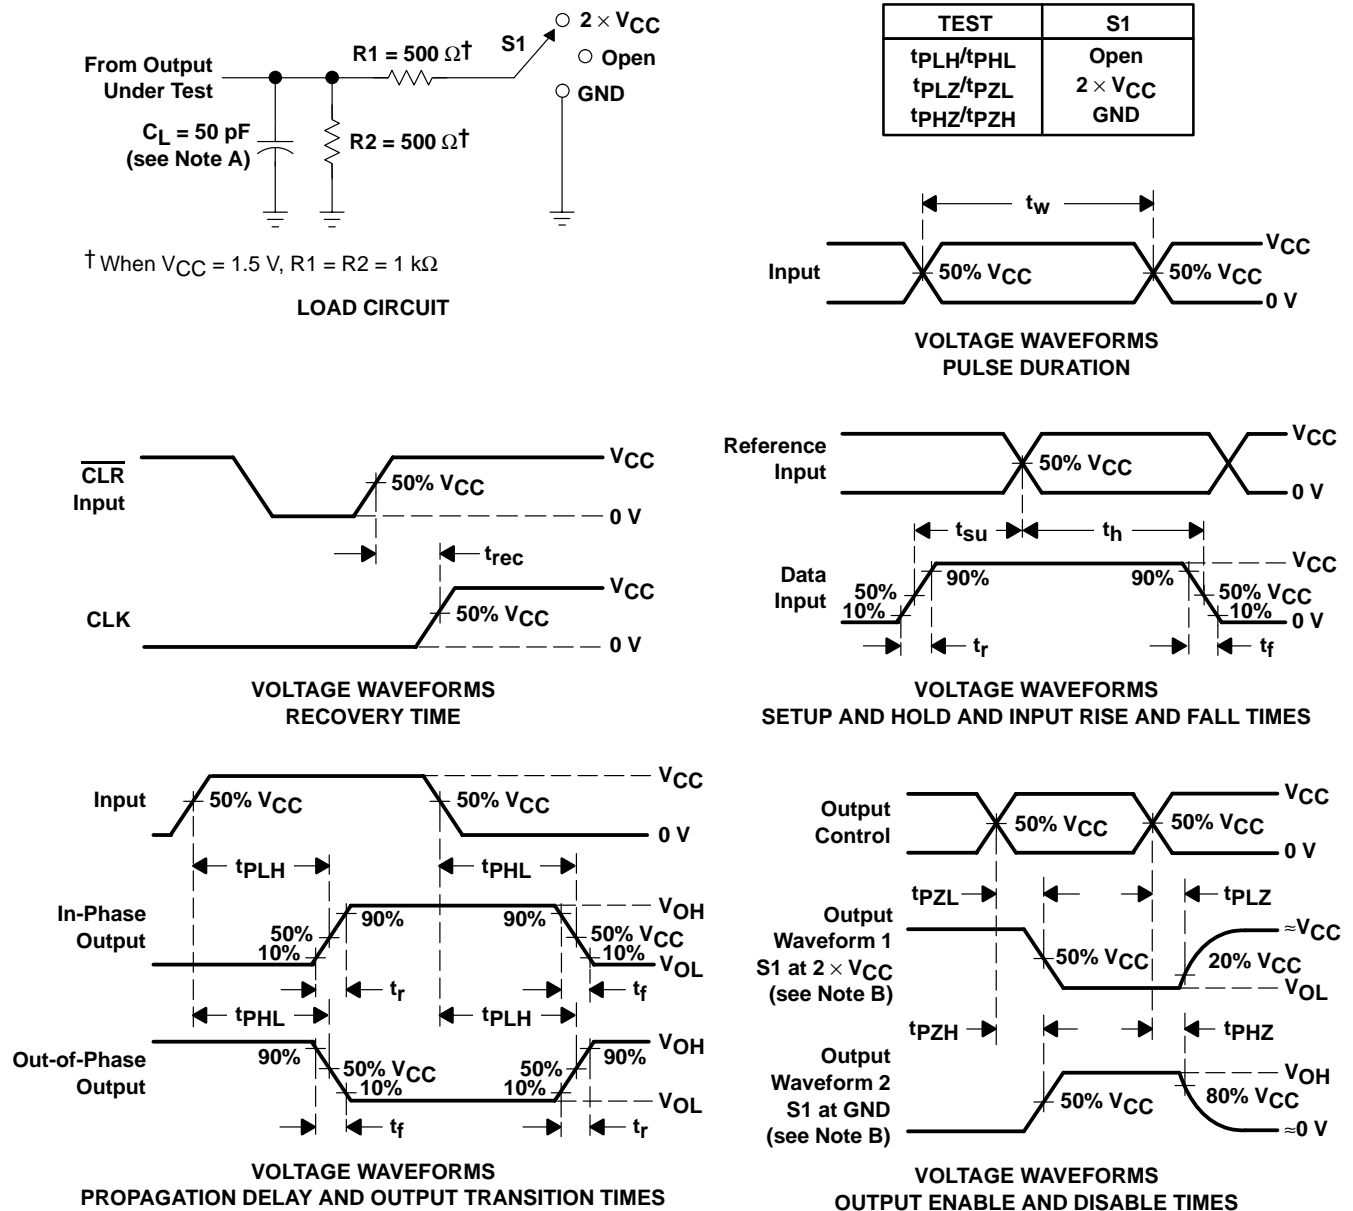 2 × VCC
S1
Open
GND
R1 = 500 Ω†
From Output
Under Test
CL = 50 pF
(see Note A)
R2 = 500 Ω†
† When VCC = 1.5 V, R1 = R2 = 1 kΩ
LOAD CIRCUIT
TEST S1
tPLH/tPHL Open
tPLZ/tPZL 2 × VCC
tPHZ/tPZH GND
tw
Input
50% VCC
50% VCC
VCC
0 V
VOLTAGE WAVEFORMS
PULSE DURATION
CLR
Input
50% VCC
VCC
0 V
trec
CLK
50% VCC
VCC
0 V
VOLTAGE WAVEFORMS
RECOVERY TIME
Reference
Input
50% VCC
VCC
0 V
tsu
th
Data
Input
50%
10%
90%
90%
VCC
50% VCC
10%
0 V
tr
tf
VOLTAGE WAVEFORMS
SETUP AND HOLD AND INPUT RISE AND FALL TIMES
Input
50% VCC
50% VCC
VCC
0 V
tPLH
tPHL
In-Phase
Output
50%
10%
90%
90%
VOH
50% VCC
10%
VOL
tr
tf
tPHL
tPLH
Out-of-Phase
Output
90%
50% VCC
10%
50%
10%
90%
VOH
VOL
tf
tr
VOLTAGE WAVEFORMS
PROPAGATION DELAY AND OUTPUT TRANSITION TIMES
Output
Control
50% VCC
50% VCC
VCC
0 V
tPZL
tPLZ
Output
Waveform 1
S1 at 2 × VCC
(see Note B)
50% VCC
≈VCC
20% VCC
VOL
tPZH
tPHZ
Output
Waveform 2
S1 at GND
(see Note B)
50% VCC
VOH
80% VCC
≈0 V
VOLTAGE WAVEFORMS
OUTPUT ENABLE AND DISABLE TIMES